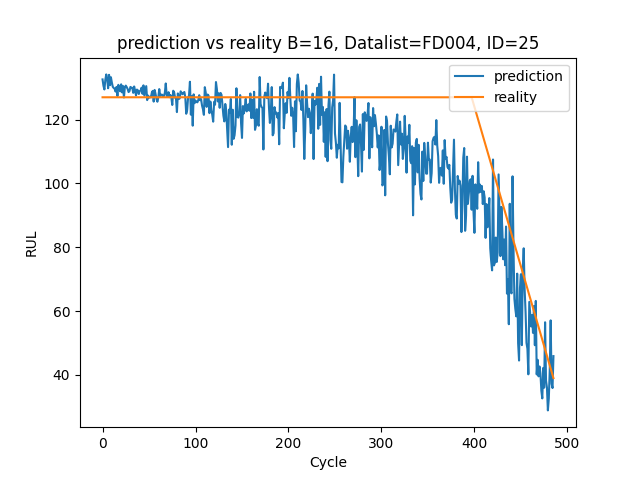 prediction vs reality B=16, Datalist=FD004, ID=25
prediction
reality
120
100
80
60
40
RUL
0
100
200
300
400
500
Cycle